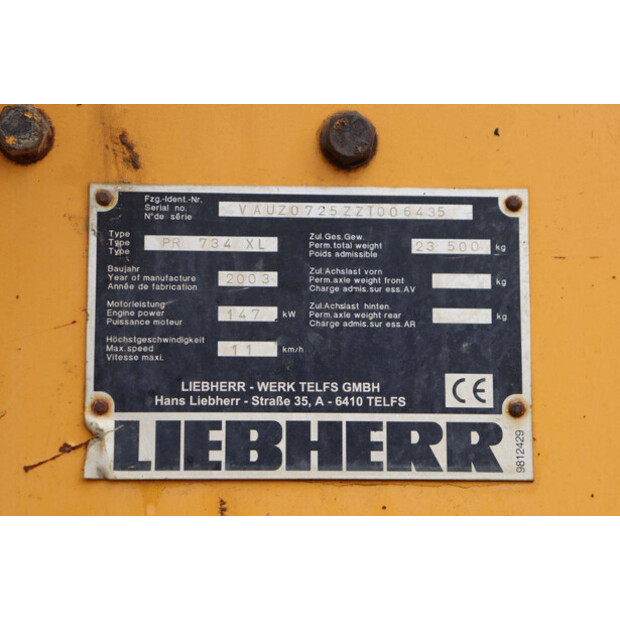 Fzg.-Ident.-Nr.
Serial no. VAUZ0725ZZT006435
N°de série
Type
Type PR 734 XL
Type
Zul.Ges.Gew.
Perm.total weight 23 500 kg
Poids admissible
Baujahr
Year of manufacture 2003
Année de fabrication
Zul.Achslast vorn
Perm.axle weight front kg
Charge admis.sur ess.AV
Motorleistung
Engine power 147 kW
Puissance moteur
Zul.Achslast hinten.
Perm.axle weight rear kg
Charge admis.sur ess.AR
Höchstgeschwindigkeit
Max.speed 11 km/h
Vitesse maxi.
LIEBHERR - WERK TELFS GMBH
Hans Liebherr - Straße 35, A - 6410 TELFS
CE
LIEBHERR
9812429